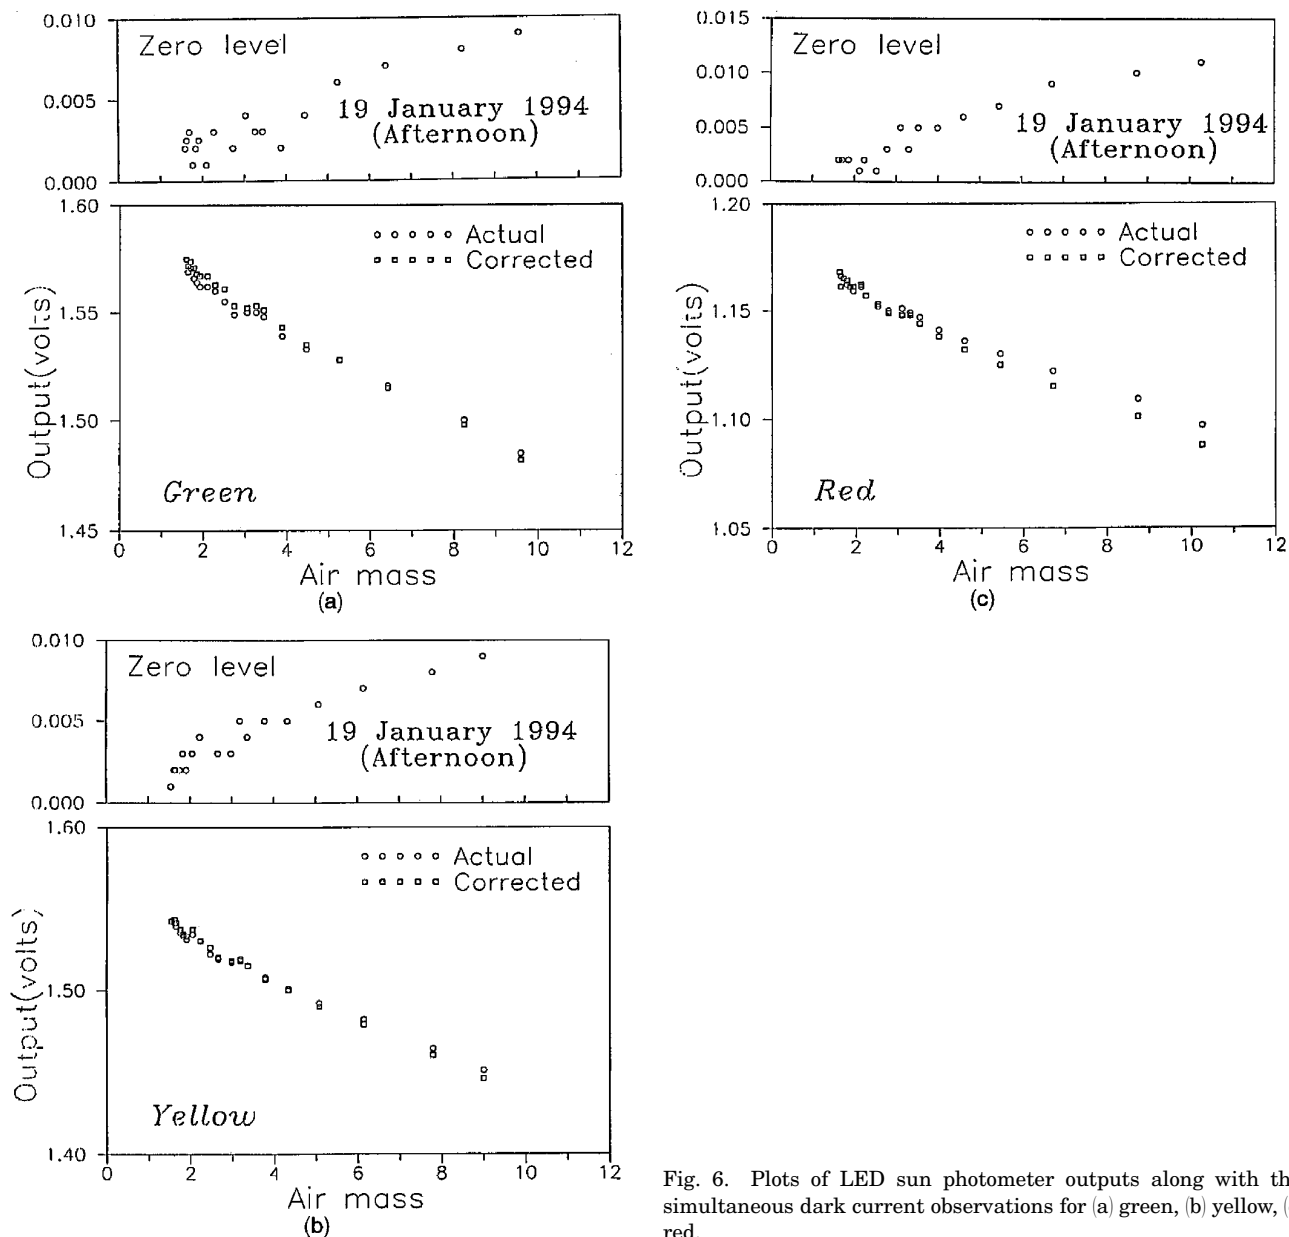 0.010
Zero level
0.005
19 January 1994
(Afternoon)
0.000
1.60
Actual
Corrected
1.55
Output(volts)
1.50
Green
1.45
0 2 4 6 8 10 12
Air mass
(a)
0.015
Zero level
0.010
0.005
19 January 1994
(Afternoon)
0.000
1.20
Actual
Corrected
1.15
Output(volts)
1.10
Red
1.05
0 2 4 6 8 10 12
Air mass
(c)
0.010
Zero level
0.005
19 January 1994
(Afternoon)
0.000
1.60
Actual
Corrected
Output(volts)
1.50
Yellow
1.40
0 2 4 6 8 10 12
Air mass
(b)
Fig. 6. Plots of LED sun photometer outputs along with th
simultaneous dark current observations for (a) green, (b) yellow, (
red.